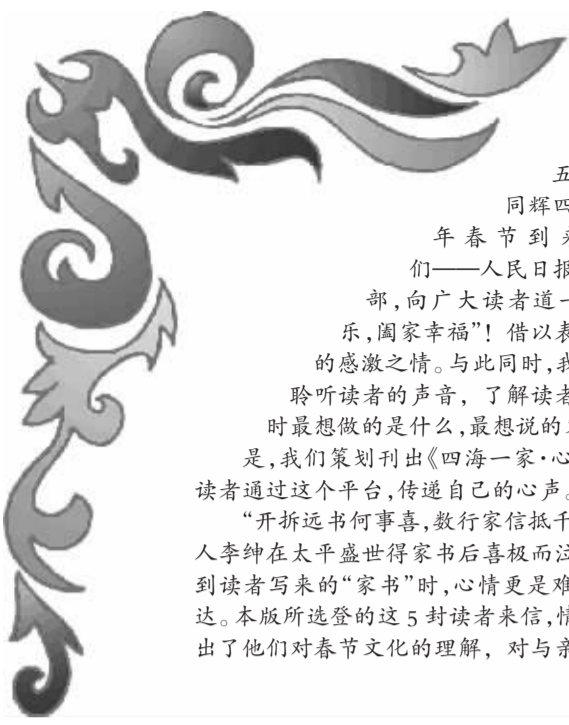 五
同辉四
年春节到
们——人民日报
部,向广大读者道一
乐,阖家幸福”！借以表
的感激之情。与此同时,我
聆听读者的声音，了解读者
时最想做的是什么,最想说的
是,我们策划刊出《四海一家·心
读者通过这个平台,传递自己的心声。
“开拆远书何事喜,数行家信抵千
人李绅在太平盛世得家书后喜极而泣
到读者写来的“家书”时,心情更是难
达。本版所选登的这5封读者来信,情
出了他们对春节文化的理解，对与亲